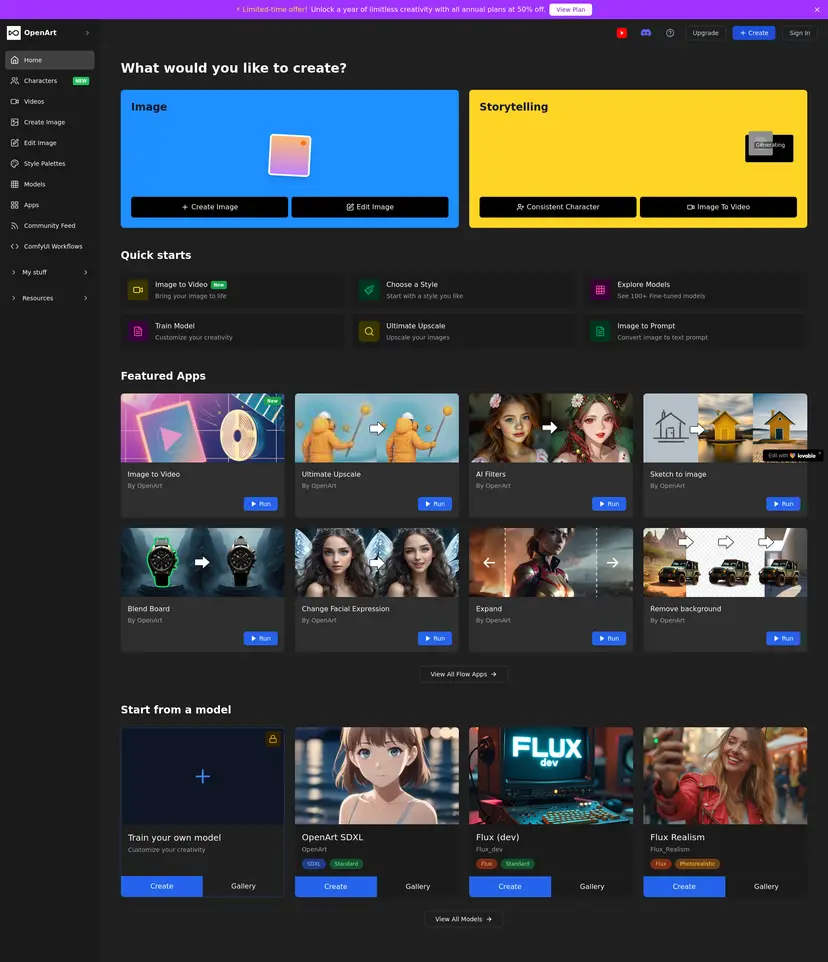 ⚡ Limited-time offer! Unlock a year of limitless creativity with all annual plans at 50% off. View Plan
OpenArt
Upgrade
+ Create
Sign In
Home
Characters NEW
Videos
Create Image
Edit Image
Style Palettes
Models
Apps
Community Feed
ComfyUI Workflows
My stuff
Resources
What would you like to create?
Image
+ Create Image
Edit Image
Storytelling
Generating
Consistent Character
Image To Video
Quick starts
Image to Video New
Bring your image to life
Choose a Style
Start with a style you like
Explore Models
See 100+ Fine-tuned models
Train Model
Customize your creativity
Ultimate Upscale
Upscale your images
Image to Prompt
Convert image to text prompt
Featured Apps
New
Image to Video
By OpenArt
Run
Ultimate Upscale
By OpenArt
Run
AI Filters
By OpenArt
Run
Edit with lovable
Sketch to image
By OpenArt
Run
Blend Board
By OpenArt
Run
Change Facial Expression
By OpenArt
Run
Expand
By OpenArt
Run
Remove background
By OpenArt
Run
View All Flow Apps →
Start from a model
Train your own model
Customize your creativity
Create
Gallery
OpenArt SDXL
OpenArt
SDXL Standard
Create
Gallery
FLUX
dev
Flux (dev)
Flux_dev
Flux Standard
Create
Gallery
Flux Realism
Flux_Realism
Flux Photorealistic
Create
Gallery
View All Models →